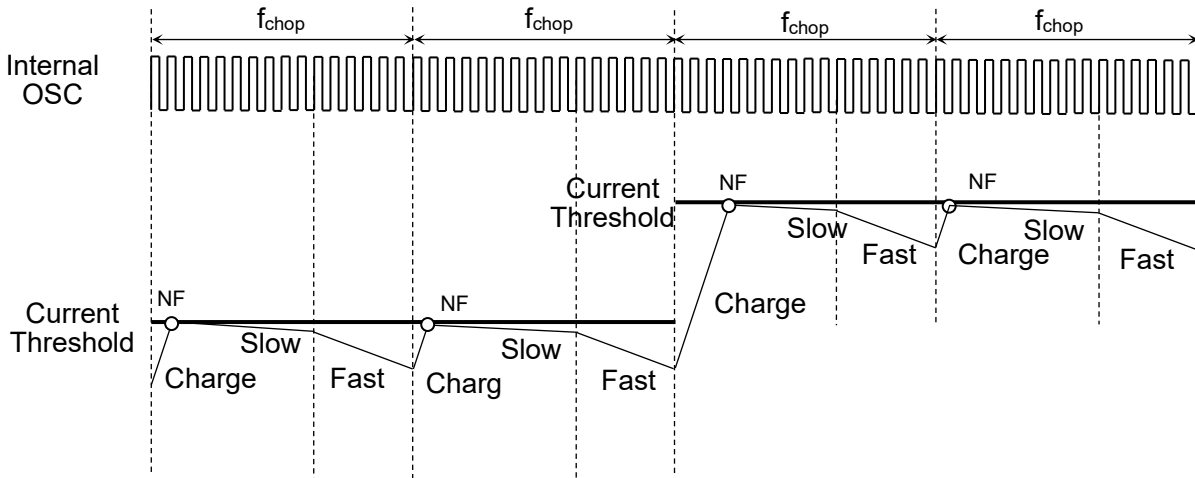 fchop
fchop
fchop
fchop
Internal
OSC
Current
Threshold
NF
Slow
Fast
Charge
NF
Slow
Fast
Charge
Current
Threshold
NF
Slow
Fast
Charge
NF
Slow
Fast
Charg